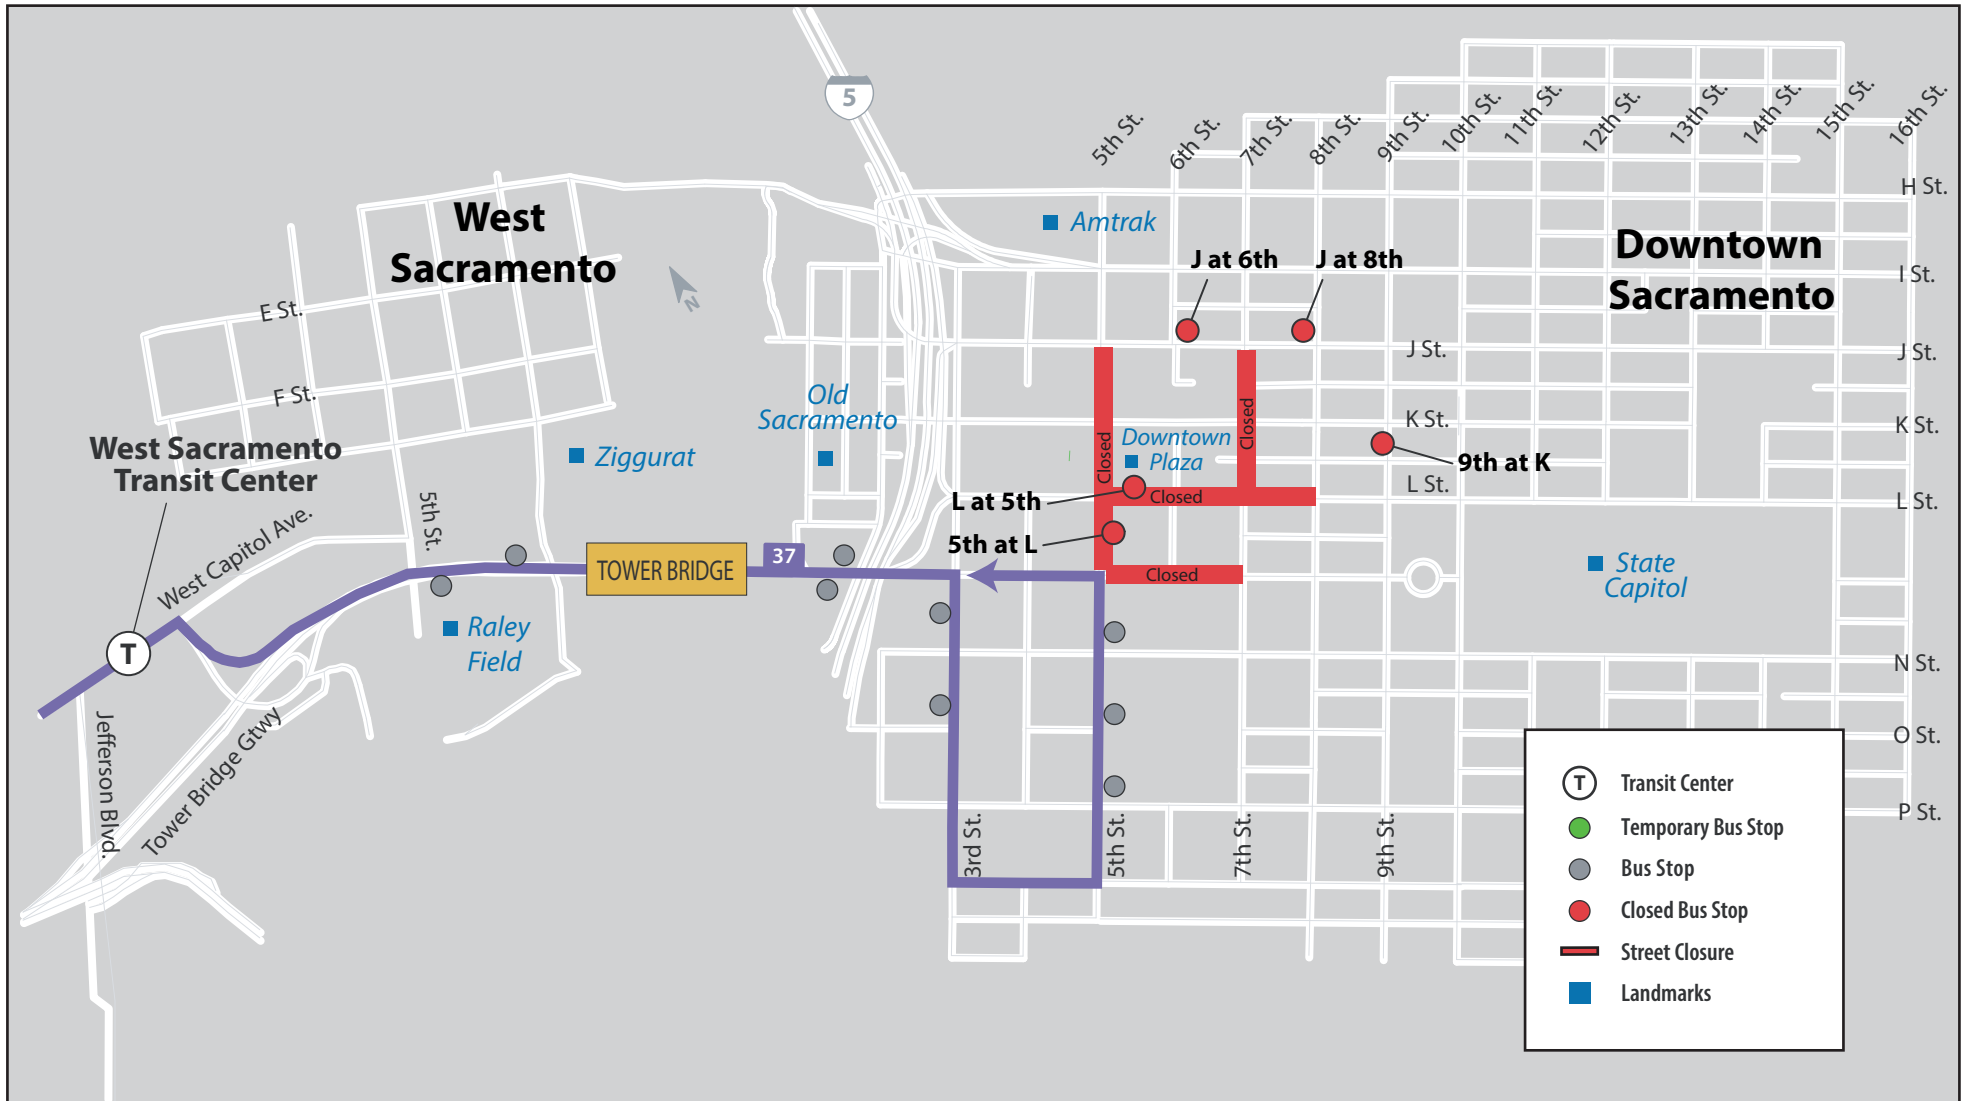 5
5th St.
6th St.
7th St.
8th St.
9th St.
10th St.
11th St.
12th St.
13th St.
14th St.
15th St.
16th St.
H St.
West
Sacramento
Amtrak
Downtown
Sacramento
J at 6th
J at 8th
I St.
N
E St.
F St.
J St.
J St.
Old
Sacramento
K St.
K St.
West Sacramento
Transit Center
Ziggurat
Closed
Downtown
Plaza
Closed
9th at K
L St.
L St.
L at 5th
Closed
West Capitol Ave.
5th St.
5th at L
37
TOWER BRIDGE
Closed
State
Capitol
T
Raley
Field
N St.
Jefferson Blvd.
Tower Bridge Gtwy
O St.
P St.
3rd St.
5th St.
7th St.
9th St.
T Transit Center
Temporary Bus Stop
Bus Stop
Closed Bus Stop
Street Closure
Landmarks